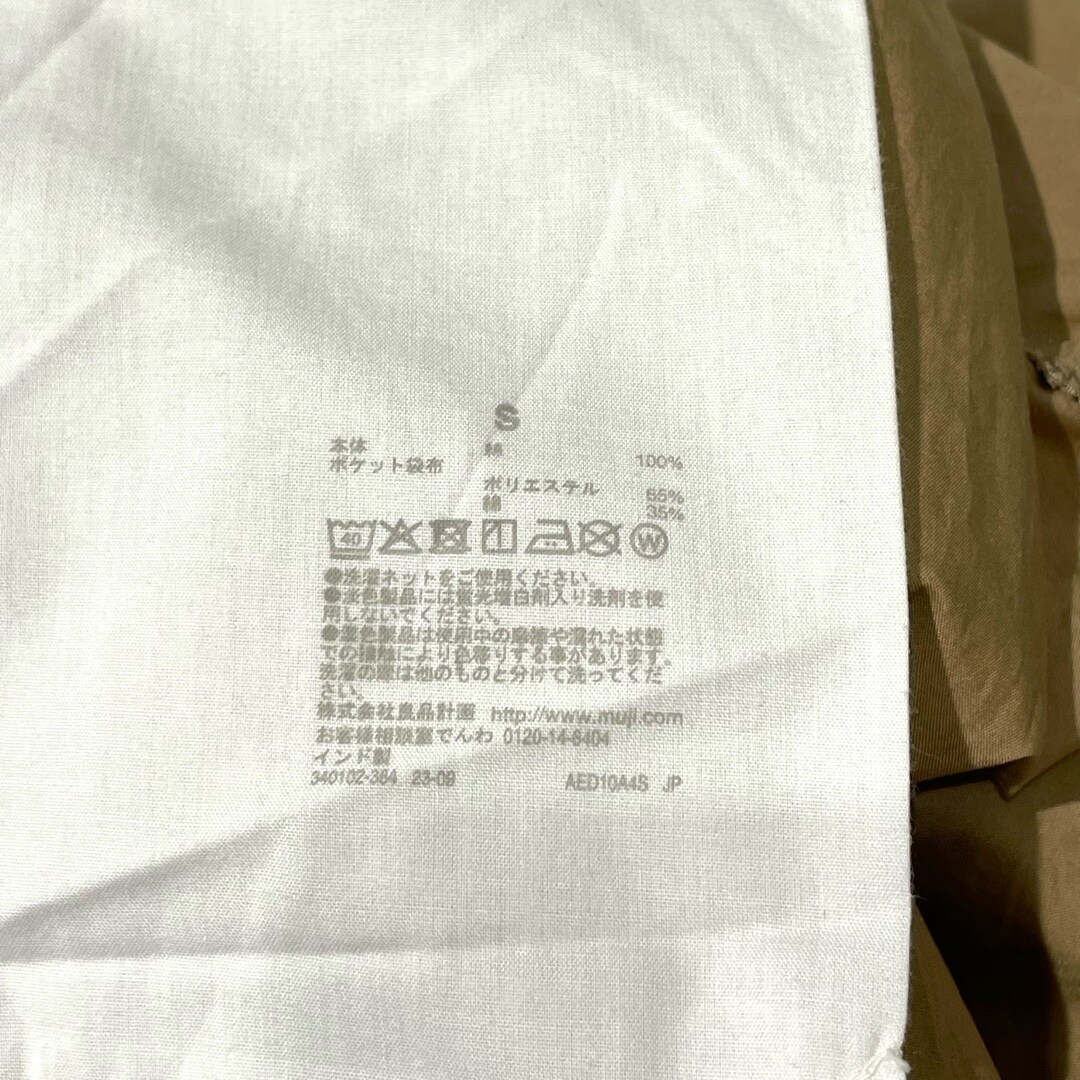 S
本体 綿 100%
ポケット袋布
ポリエステル 65%
綿 35%
40 W
●洗濯ネットをご使用ください。
●淡色製品には蛍光増白剤入り洗剤を使
用しないでください。
●濃色製品は使用中の摩擦や濡れた状態
での接触により色落ちする事があります。
洗濯の際は他のものと分けて洗ってくだ
さい。
株式会社良品計画 http://www.muji.com
お客様相談室でんわ 0120-14-6404
インド製
340102-364 23-09 AED10A4S JP